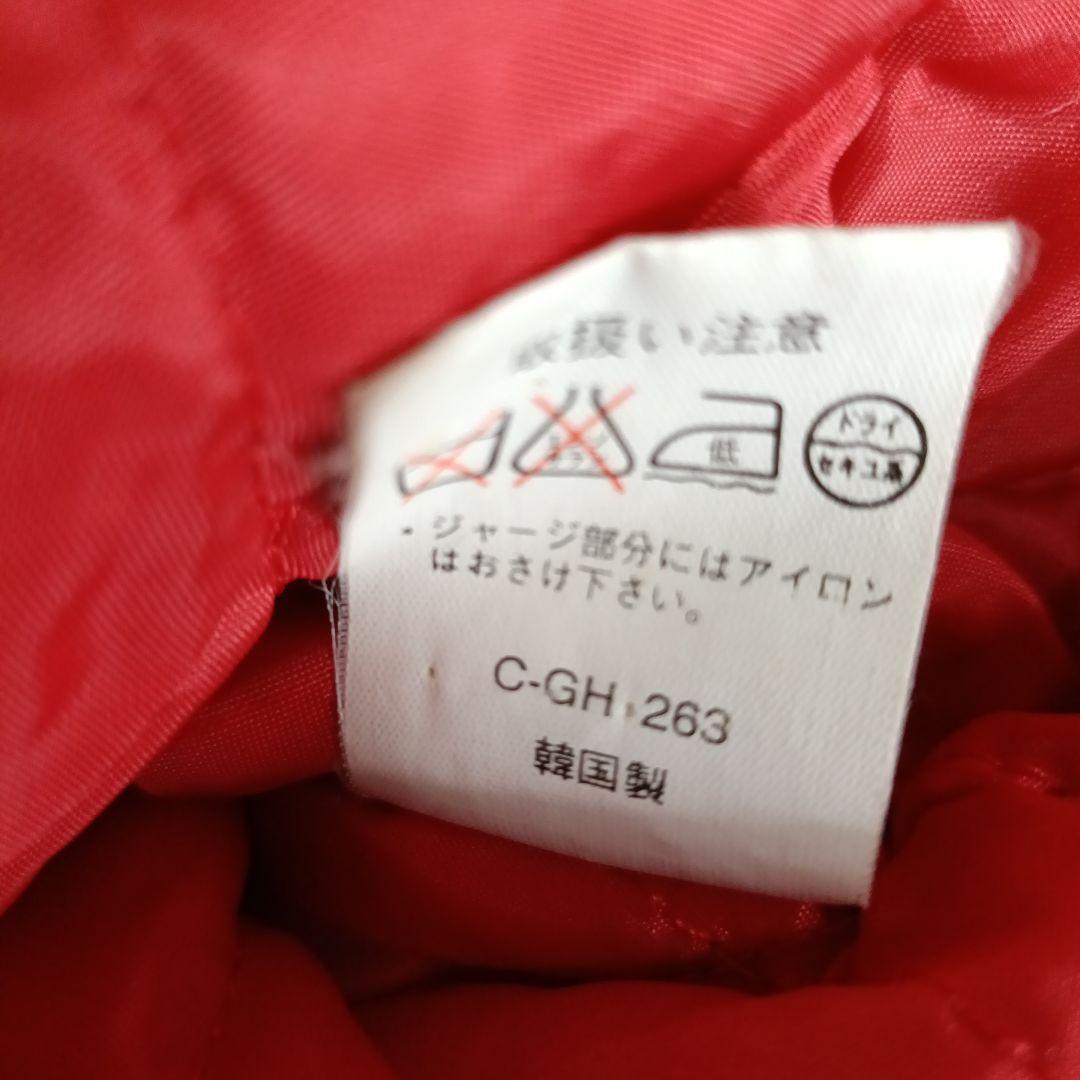 取扱い注意
低
ドライ
セキユ系
・ジャージ部分にはアイロン
はおさけ下さい。
C-GH 263
韓国製